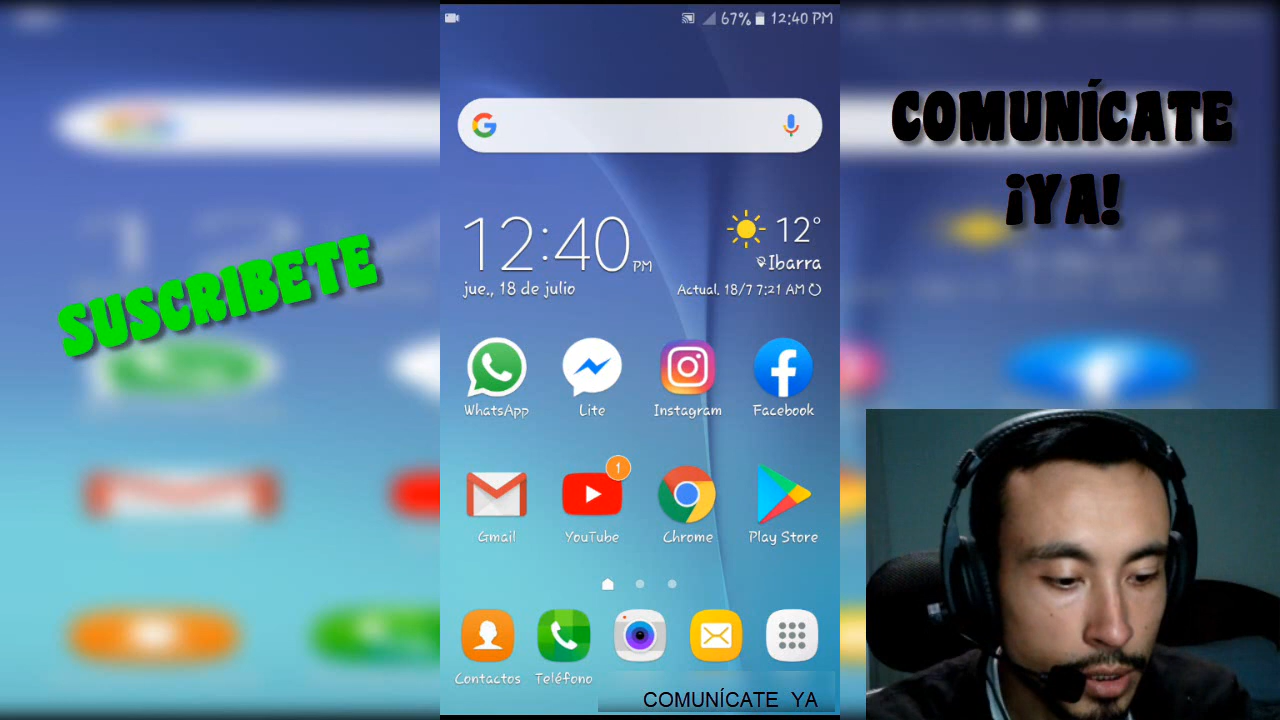 67% 12:40 PM
COMUNÍCATE
¡YA!
SUSCRIBETE
12:40 PM
12°
Ibarra
jue., 18 de julio
Actual. 18/7 7:21 AM
WhatsApp Lite Instagram Facebook
1
Gmail YouTube Chrome Play Store
Contactos Teléfono
COMUNÍCATE YA